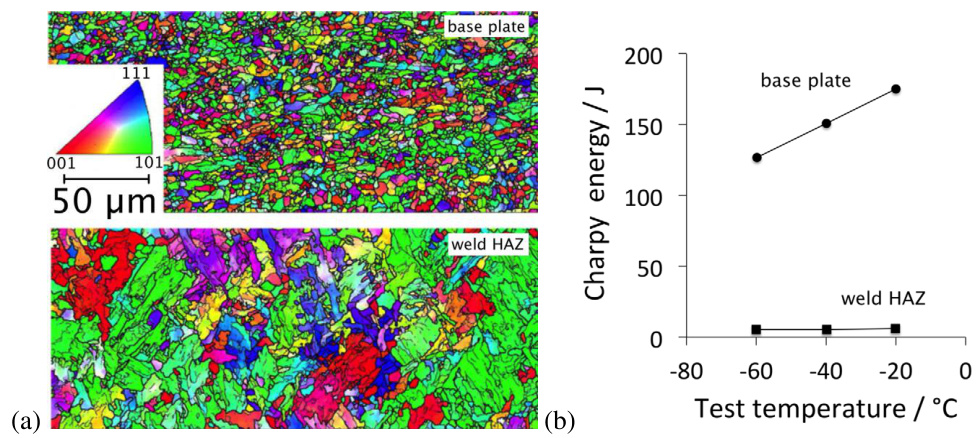 base plate
111
001
101
50 µm
weld HAZ
(a)
200
150
100
50
0
-80
-60
-40
-20
0
Charpy energy / J
Test temperature / °C
base plate
weld HAZ
(b)